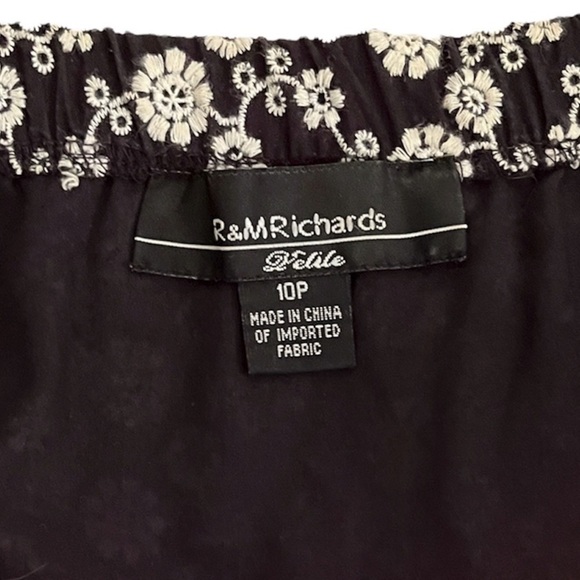 R&MRichards
Petite
10P
MADE IN CHINA
OF IMPORTED
FABRIC